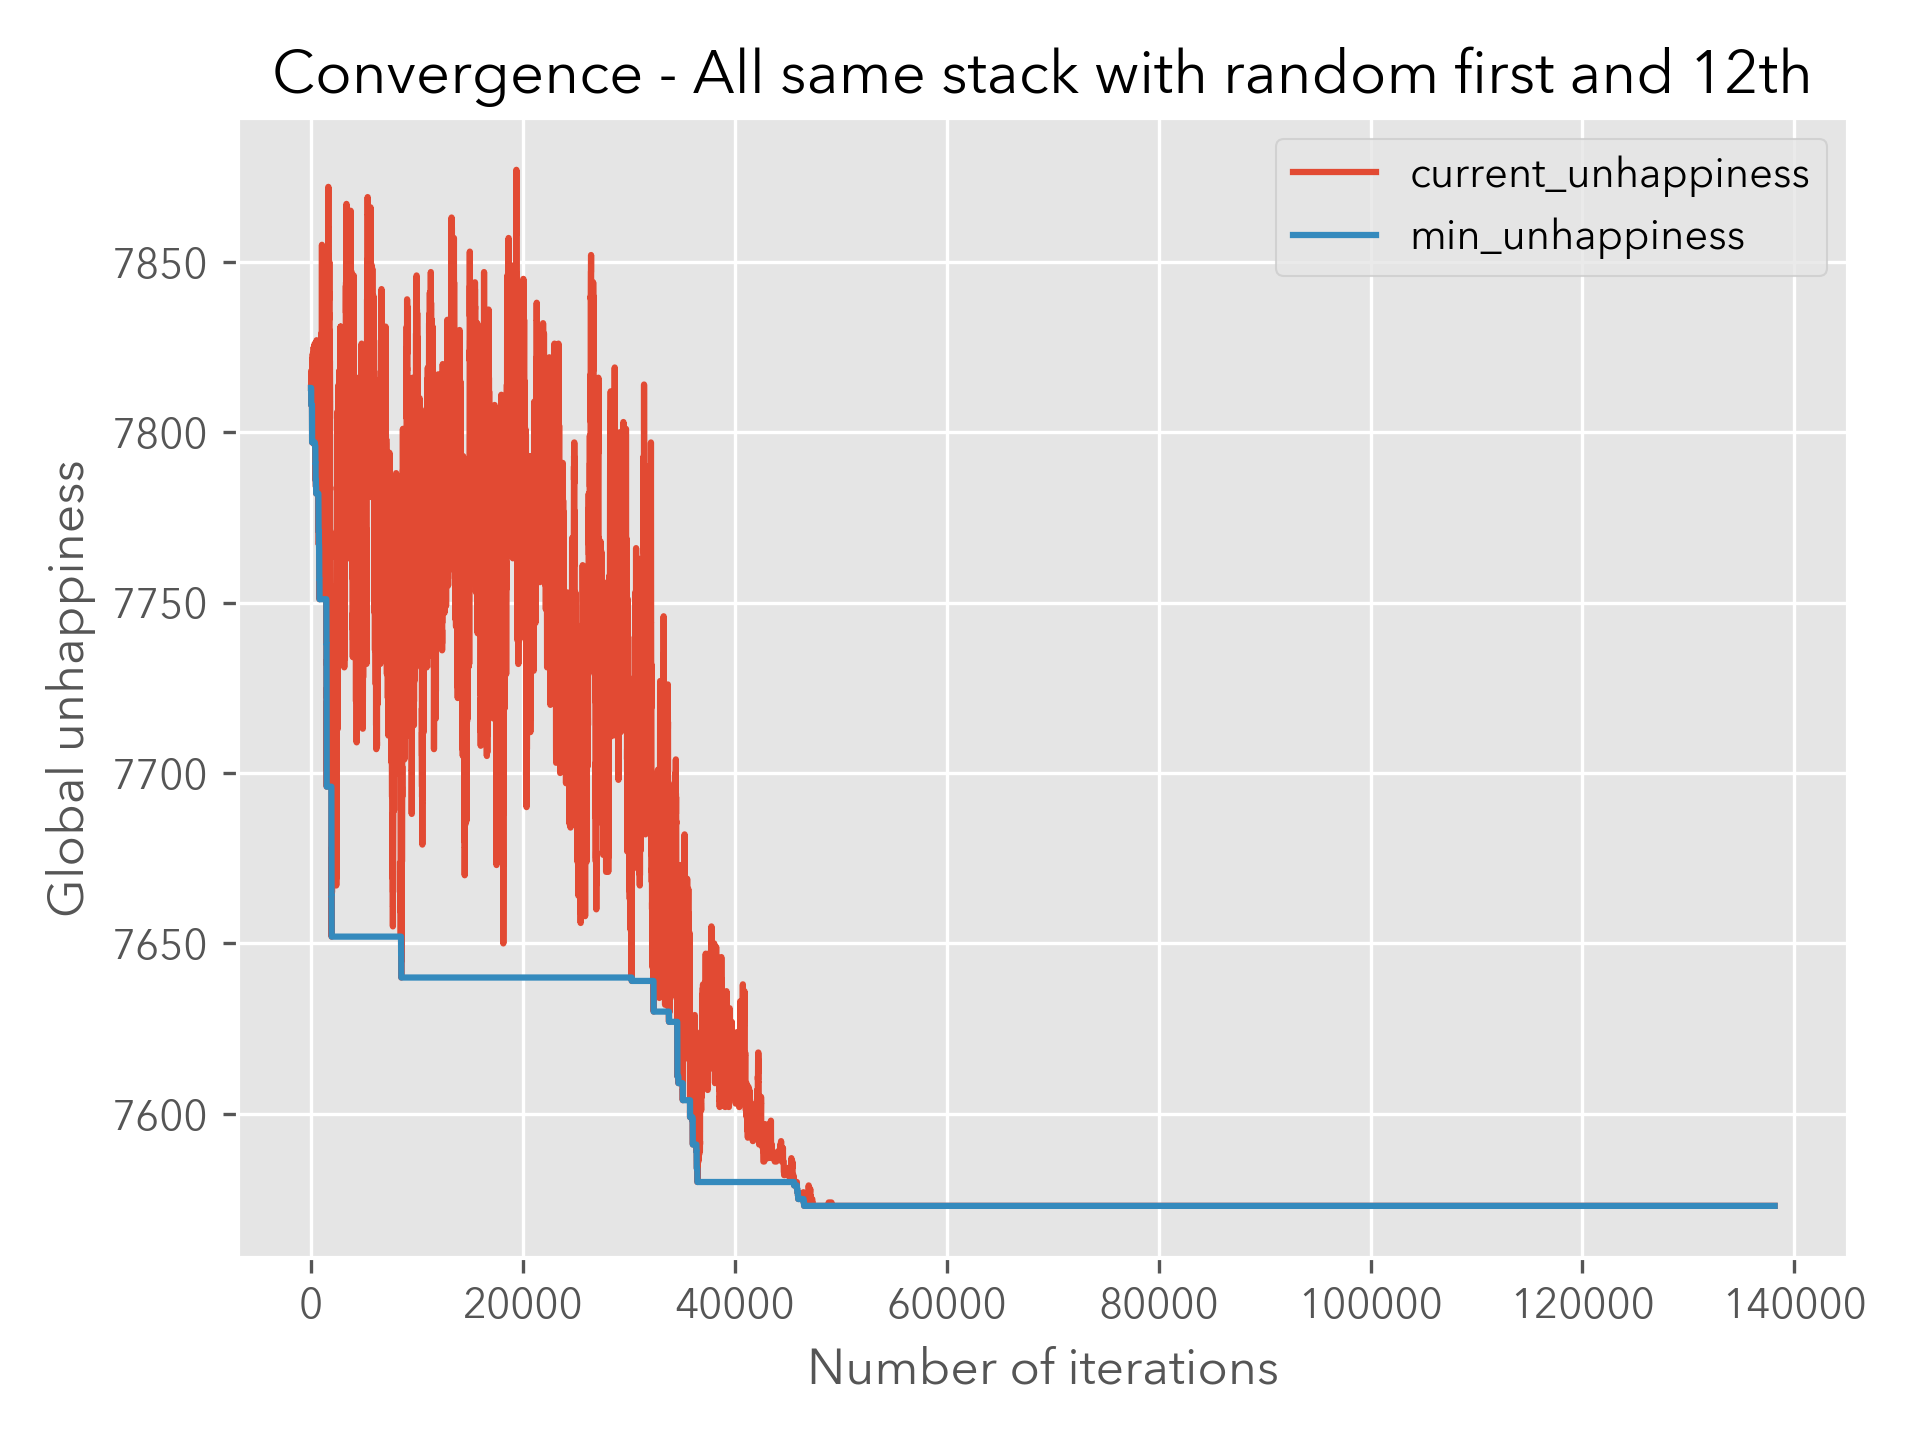 Convergence - All same stack with random first and 12th
current_unhappiness
min_unhappiness
7850
7800
7750
7700
7650
7600
Global unhappiness
0 20000 40000 60000 80000 100000 120000 140000
Number of iterations